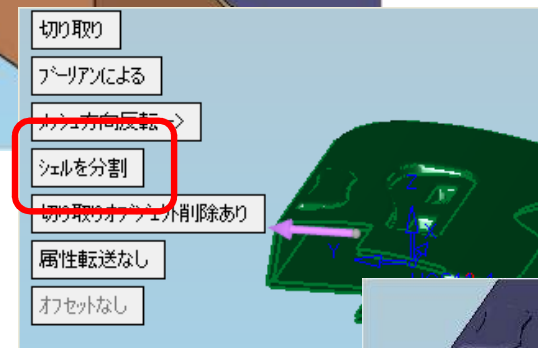 切り取り
ブーリアンによる
メッシュ方向反転->
シェルを分割
切り取りオブジェクト削除あり
属性転送なし
オフセットなし
Z
X
Y